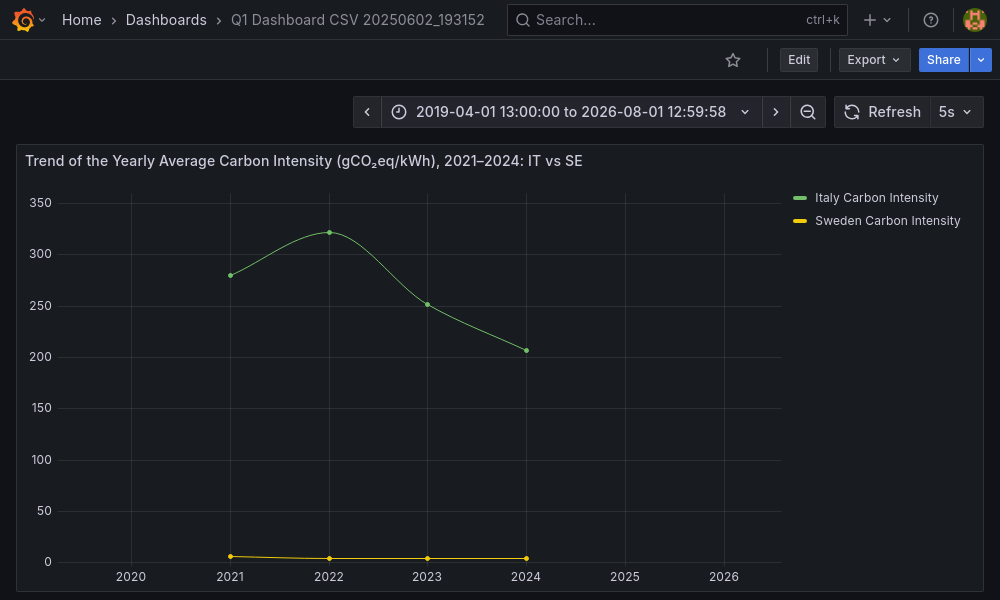 Home › Dashboards › Q1 Dashboard CSV 20250602_193152
Search... ctrl+k
Edit Export Share
2019-04-01 13:00:00 to 2026-08-01 12:59:58 Refresh 5s
Trend of the Yearly Average Carbon Intensity (gCO₂eq/kWh), 2021–2024: IT vs SE
Italy Carbon Intensity
Sweden Carbon Intensity
350
300
250
200
150
100
50
0
2020 2021 2022 2023 2024 2025 2026